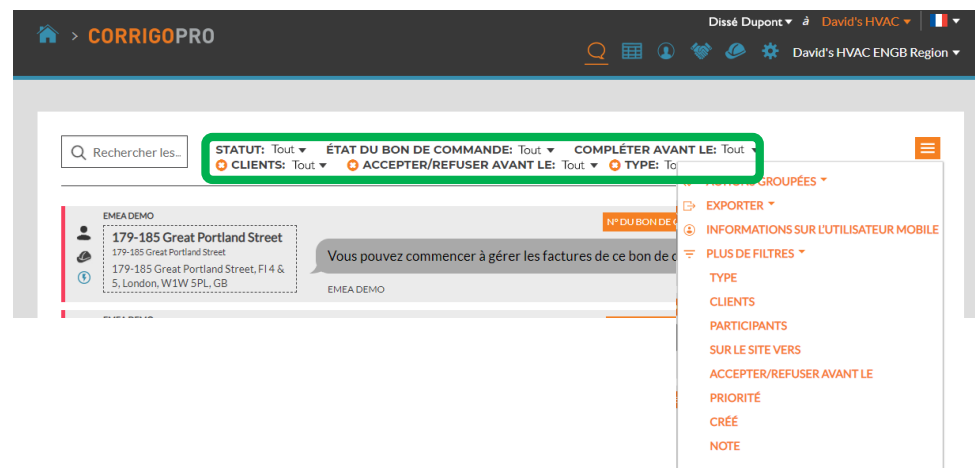 Dissé Dupont à David's HVAC
> CORRIGOPRO
David's HVAC ENGB Region
Rechercher les...
STATUT: Tout ÉTAT DU BON DE COMMANDE: Tout COMPLÉTER AVANT LE: Tout
CLIENTS: Tout ACCEPTER/REFUSER AVANT LE: Tout TYPE:
GROUPÉES
EXPORTER
INFORMATIONS SUR L'UTILISATEUR MOBILE
PLUS DE FILTRES
TYPE
CLIENTS
PARTICIPANTS
SUR LE SITE VERS
ACCEPTER/REFUSER AVANT LE
PRIORITÉ
CRÉÉ
NOTE
EMEA DEMO
179-185 Great Portland Street
179-185 Great Portland Street
179-185 Great Portland Street, Fl 4 &
5, London, W1W 5PL, GB
N° DU BON DE
Vous pouvez commencer à gérer les factures de ce bon de
EMEA DEMO